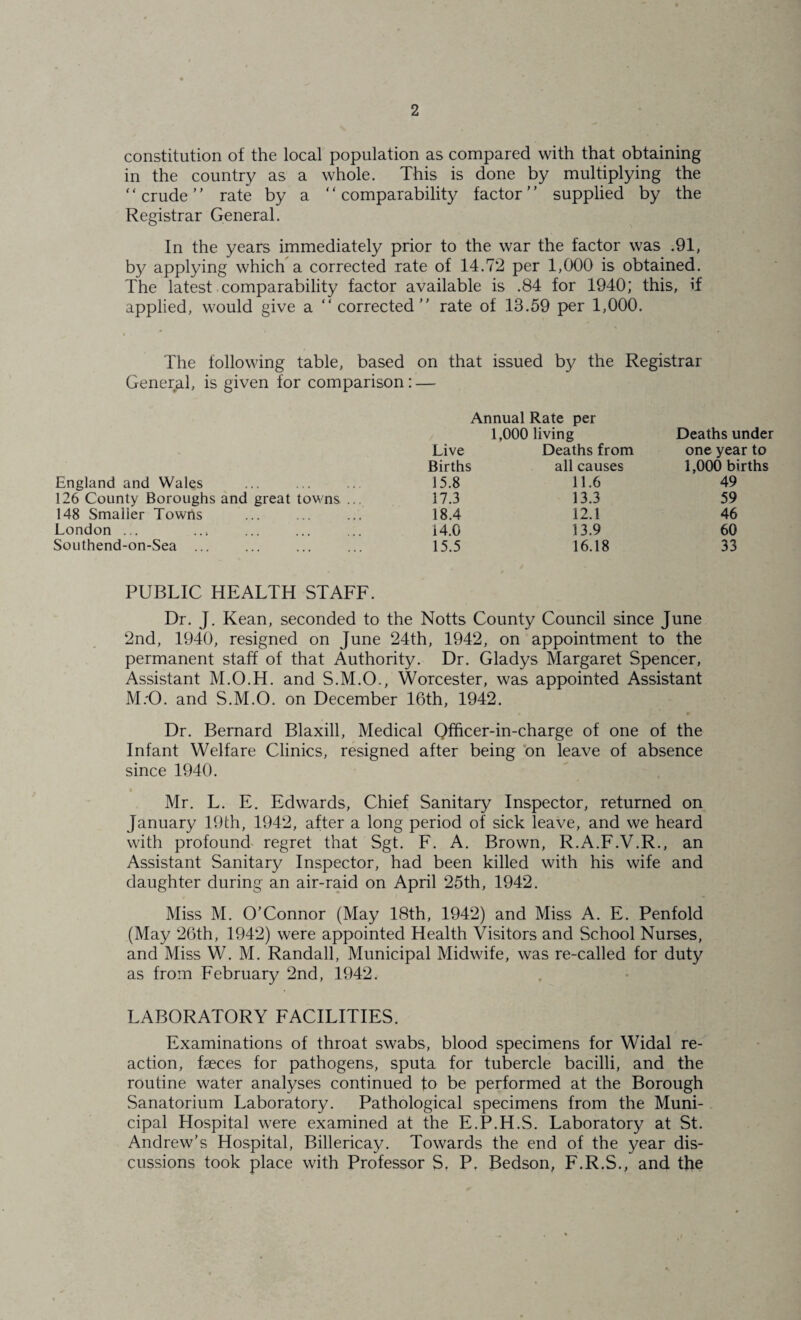 2
constitution of the local population as compared with that obtaining
in the country as a whole. This is done by multiplying the
“crude” rate by a “comparability factor” supplied by the
Registrar General.
In the years immediately prior to the war the factor was .91,
by applying which a corrected rate of 14.72 per 1,000 is obtained.
The latest comparability factor available is .84 for 1940; this, if
applied, would give a “corrected” rate of 13.59 per 1,000.
The following table, based on that issued by the Registrar
General, is given for comparison:—
Annual Rate per
1,000 living Deaths under
Live Deaths from one year to
Births all causes 1,000 births
England and Wales ... ... ... 15.8 11.6 49
126 County Boroughs and great towns ... 17.3 13.3 59
148 Smaller Towns ... ... ... 18.4 12.1 46
London ... ... ... ... ... 14.0 13.9 60
Southend-on-Sea ... ... ... ... 15.5 16.18 33
PUBLIC HEALTH STAFF.
Dr. J. Kean, seconded to the Notts County Council since June
2nd, 1940, resigned on June 24th, 1942, on appointment to the
permanent staff of that Authority. Dr. Gladys Margaret Spencer,
Assistant M.O.H. and S.M.O., Worcester, was appointed Assistant
M.O. and S.M.O. on December 16th, 1942.
Dr. Bernard Blaxill, Medical Officer-in-charge of one of the
Infant Welfare Clinics, resigned after being on leave of absence
since 1940.
Mr. L. E. Edwards, Chief Sanitary Inspector, returned on
January 19th, 1942, after a long period of sick leave, and we heard
with profound regret that Sgt. F. A. Brown, R.A.F.V.R., an
Assistant Sanitary Inspector, had been killed with his wife and
daughter during an air-raid on April 25th, 1942.
Miss M. O’Connor (May 18th, 1942) and Miss A. E. Penfold
(May 26th, 1942) were appointed Health Visitors and School Nurses,
and Miss W. M. Randall, Municipal Midwife, was re-called for duty
as from February 2nd, 1942.
LABORATORY FACILITIES.
Examinations of throat swabs, blood specimens for Widal re-
action, fæces for pathogens, sputa for tubercle bacilli, and the
routine water analyses continued to be performed at the Borough
Sanatorium Laboratory. Pathological specimens from the Muni-
cipal Hospital were examined at the E.P.H.S. Laboratory at St.
Andrew’s Hospital, Billericay. Towards the end of the year dis-
cussions took place with Professor S. P. Bedson, F.R.S., and the